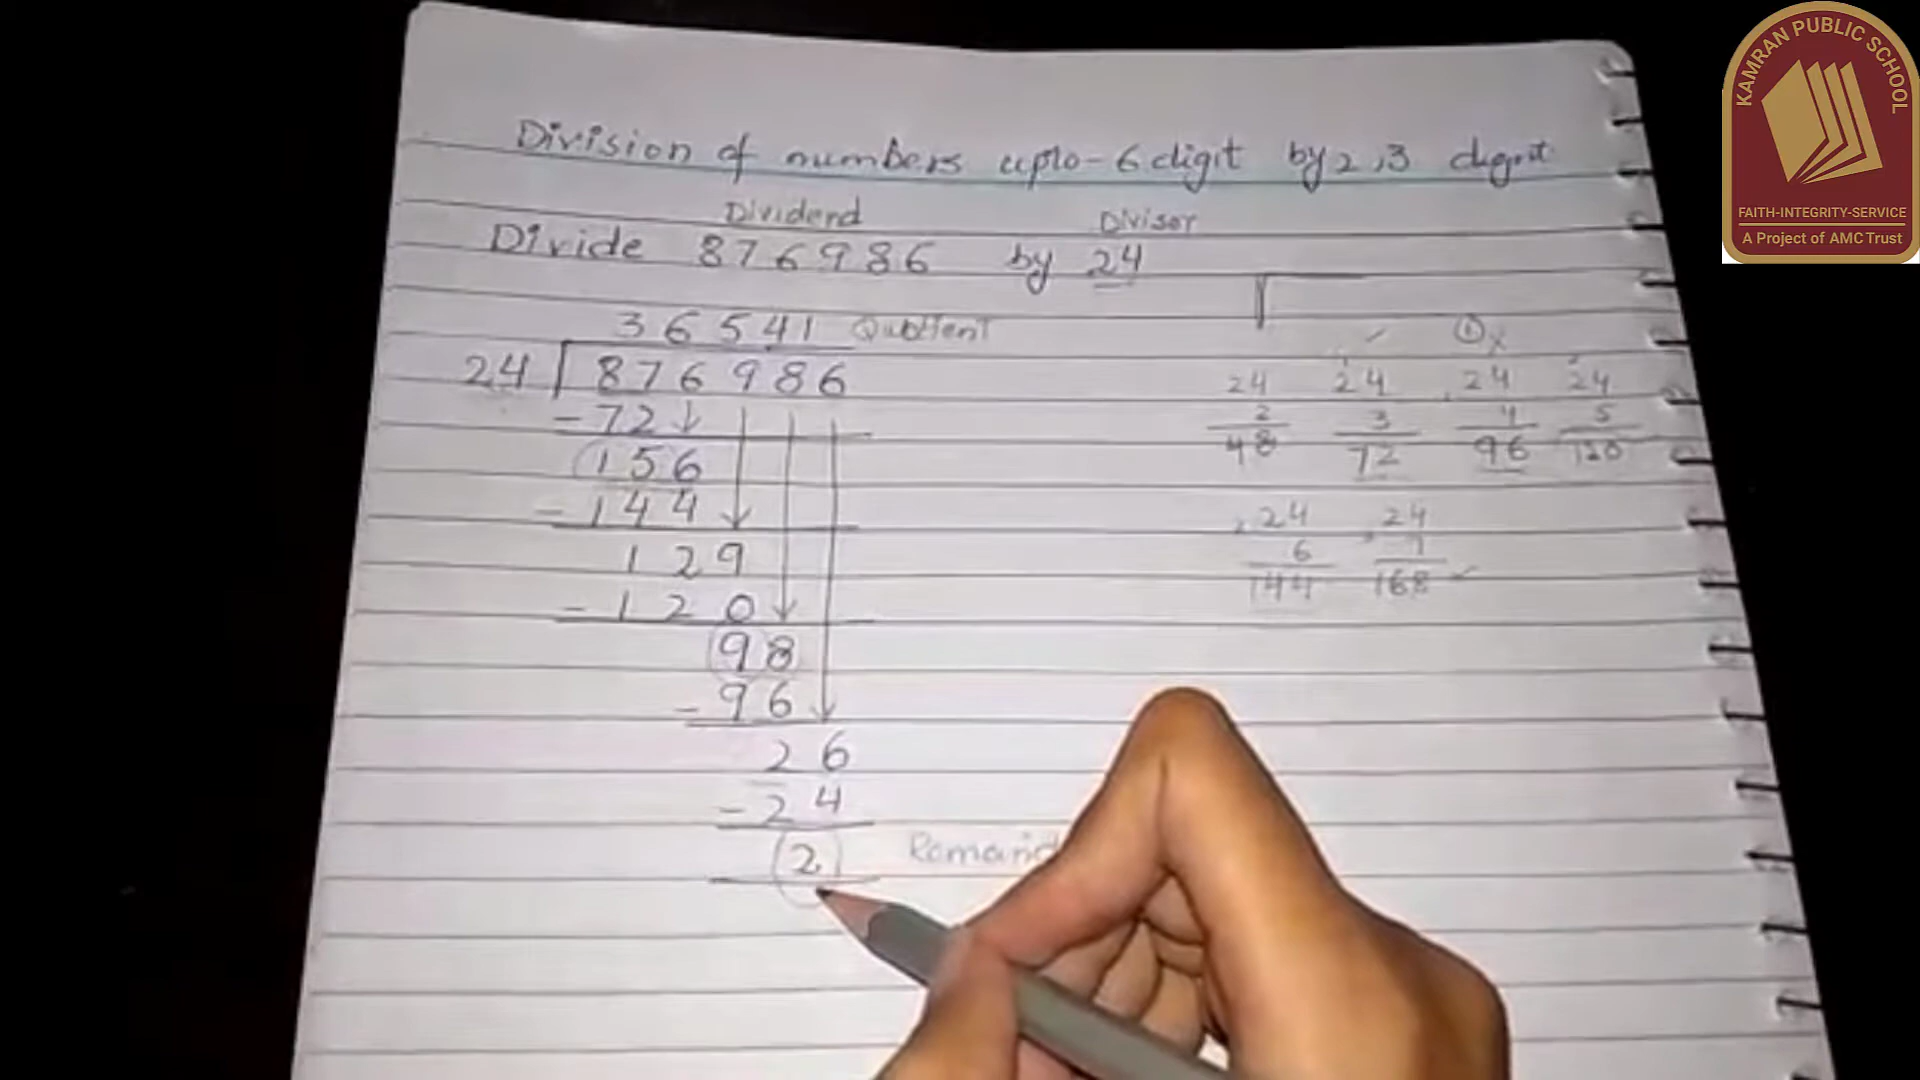 KAMRAN PUBLIC SCHOOL
FAITH-INTEGRITY-SERVICE
A Project of AMC Trust
Division of numbers upto-6 digit by 2,3 digit
Dividend Divisor
Divide 876986 by 24
36541 Quotient
24 876986
-72
156
-144
129
-120
98
-96
26
-24
2
24 24 24 24
2 3 4 5
48 72 96 120
24 24
6 7
144 168